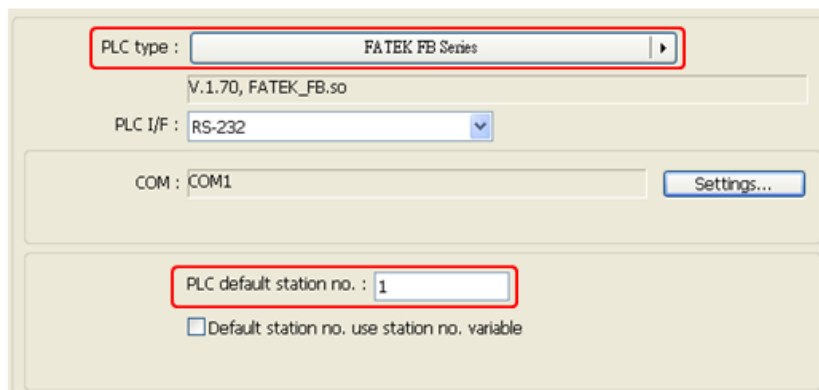 PLC type : FATEK FB Series
V.1.70, FATEK_FB.so
PLC I/F : RS-232
COM : COM1 Settings...
PLC default station no. : 1
Default station no. use station no. variable